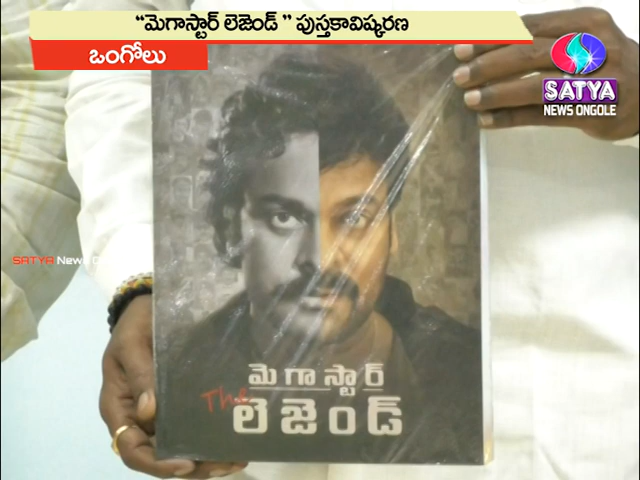 “మెగాస్టార్ లెజెండ్ ” పుస్తకావిష్కరణ
ఒంగోలు
SATYA
NEWS ONGOLE
SATYA News
మె గా స్టా ర్
The
లె జెం డ్